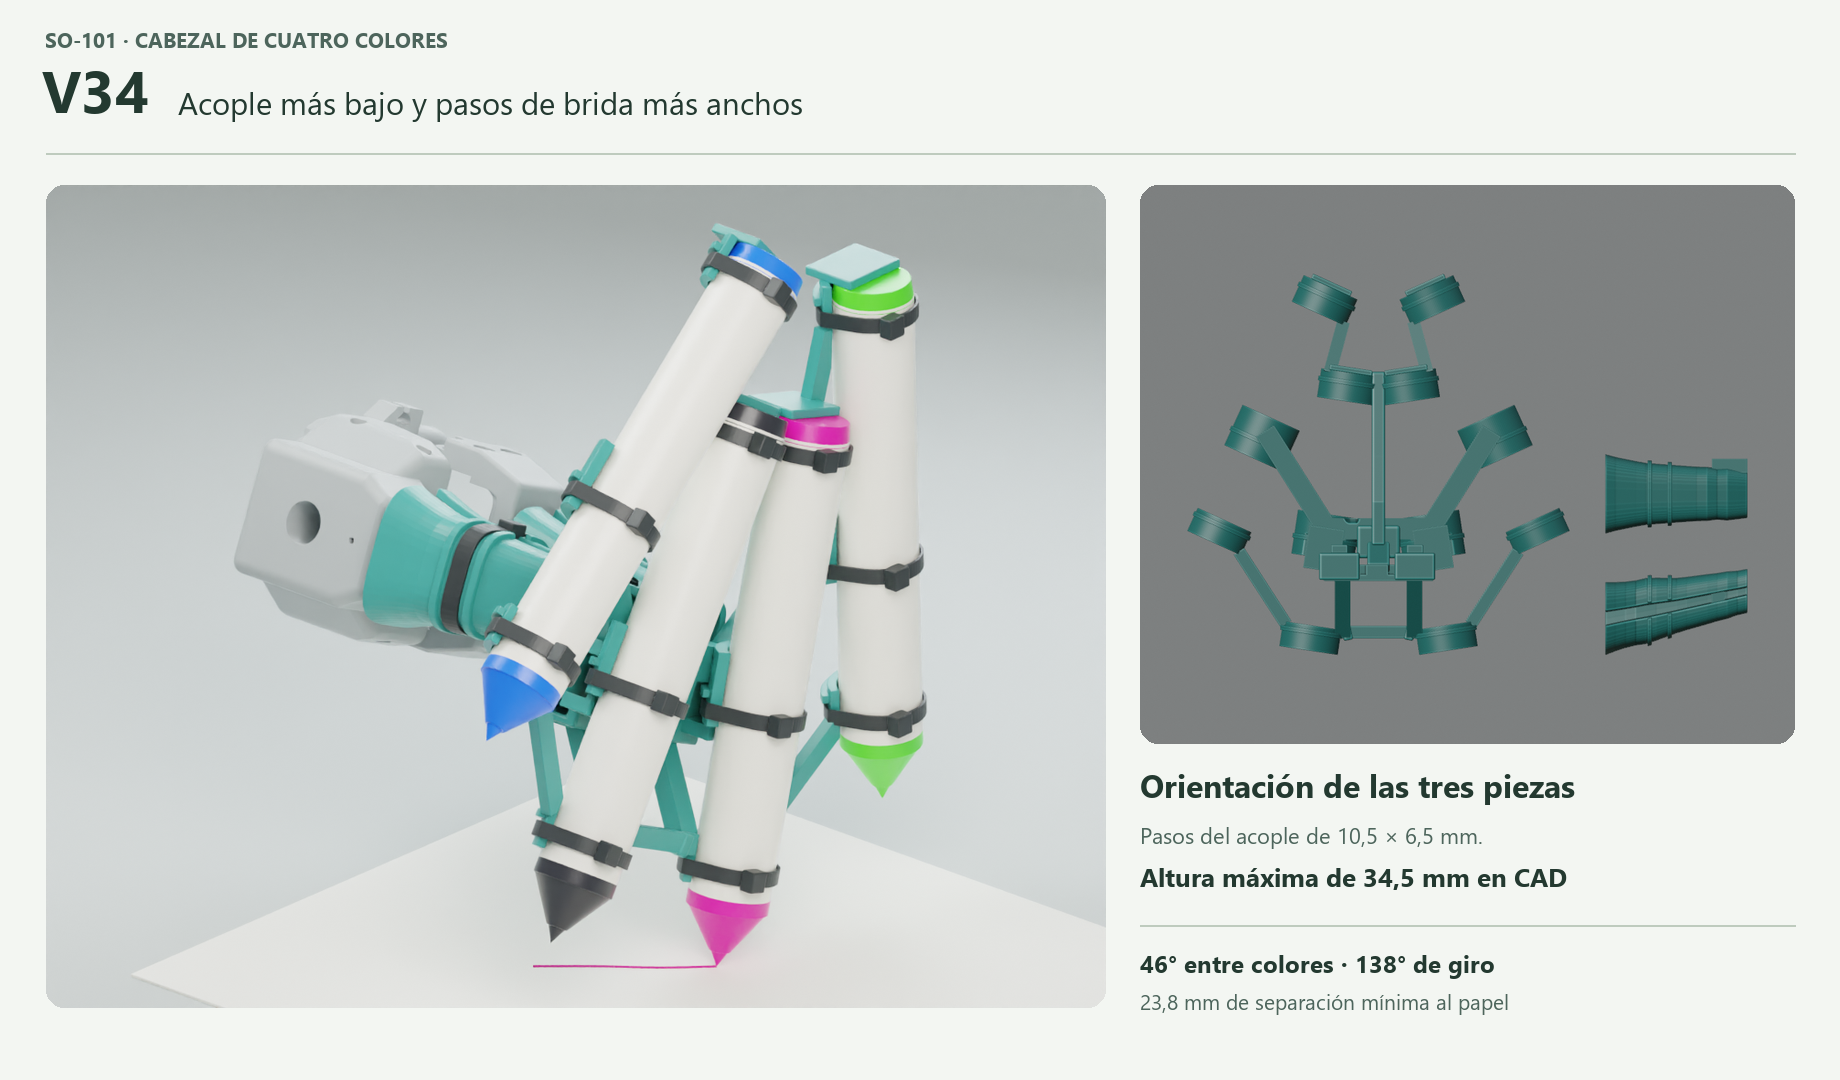 SO-101 · CABEZAL DE CUATRO COLORES
V34 Acople más bajo y pasos de brida más anchos
Orientación de las tres piezas
Pasos del acople de 10,5 × 6,5 mm.
Altura máxima de 34,5 mm en CAD
46° entre colores · 138° de giro
23,8 mm de separación mínima al papel